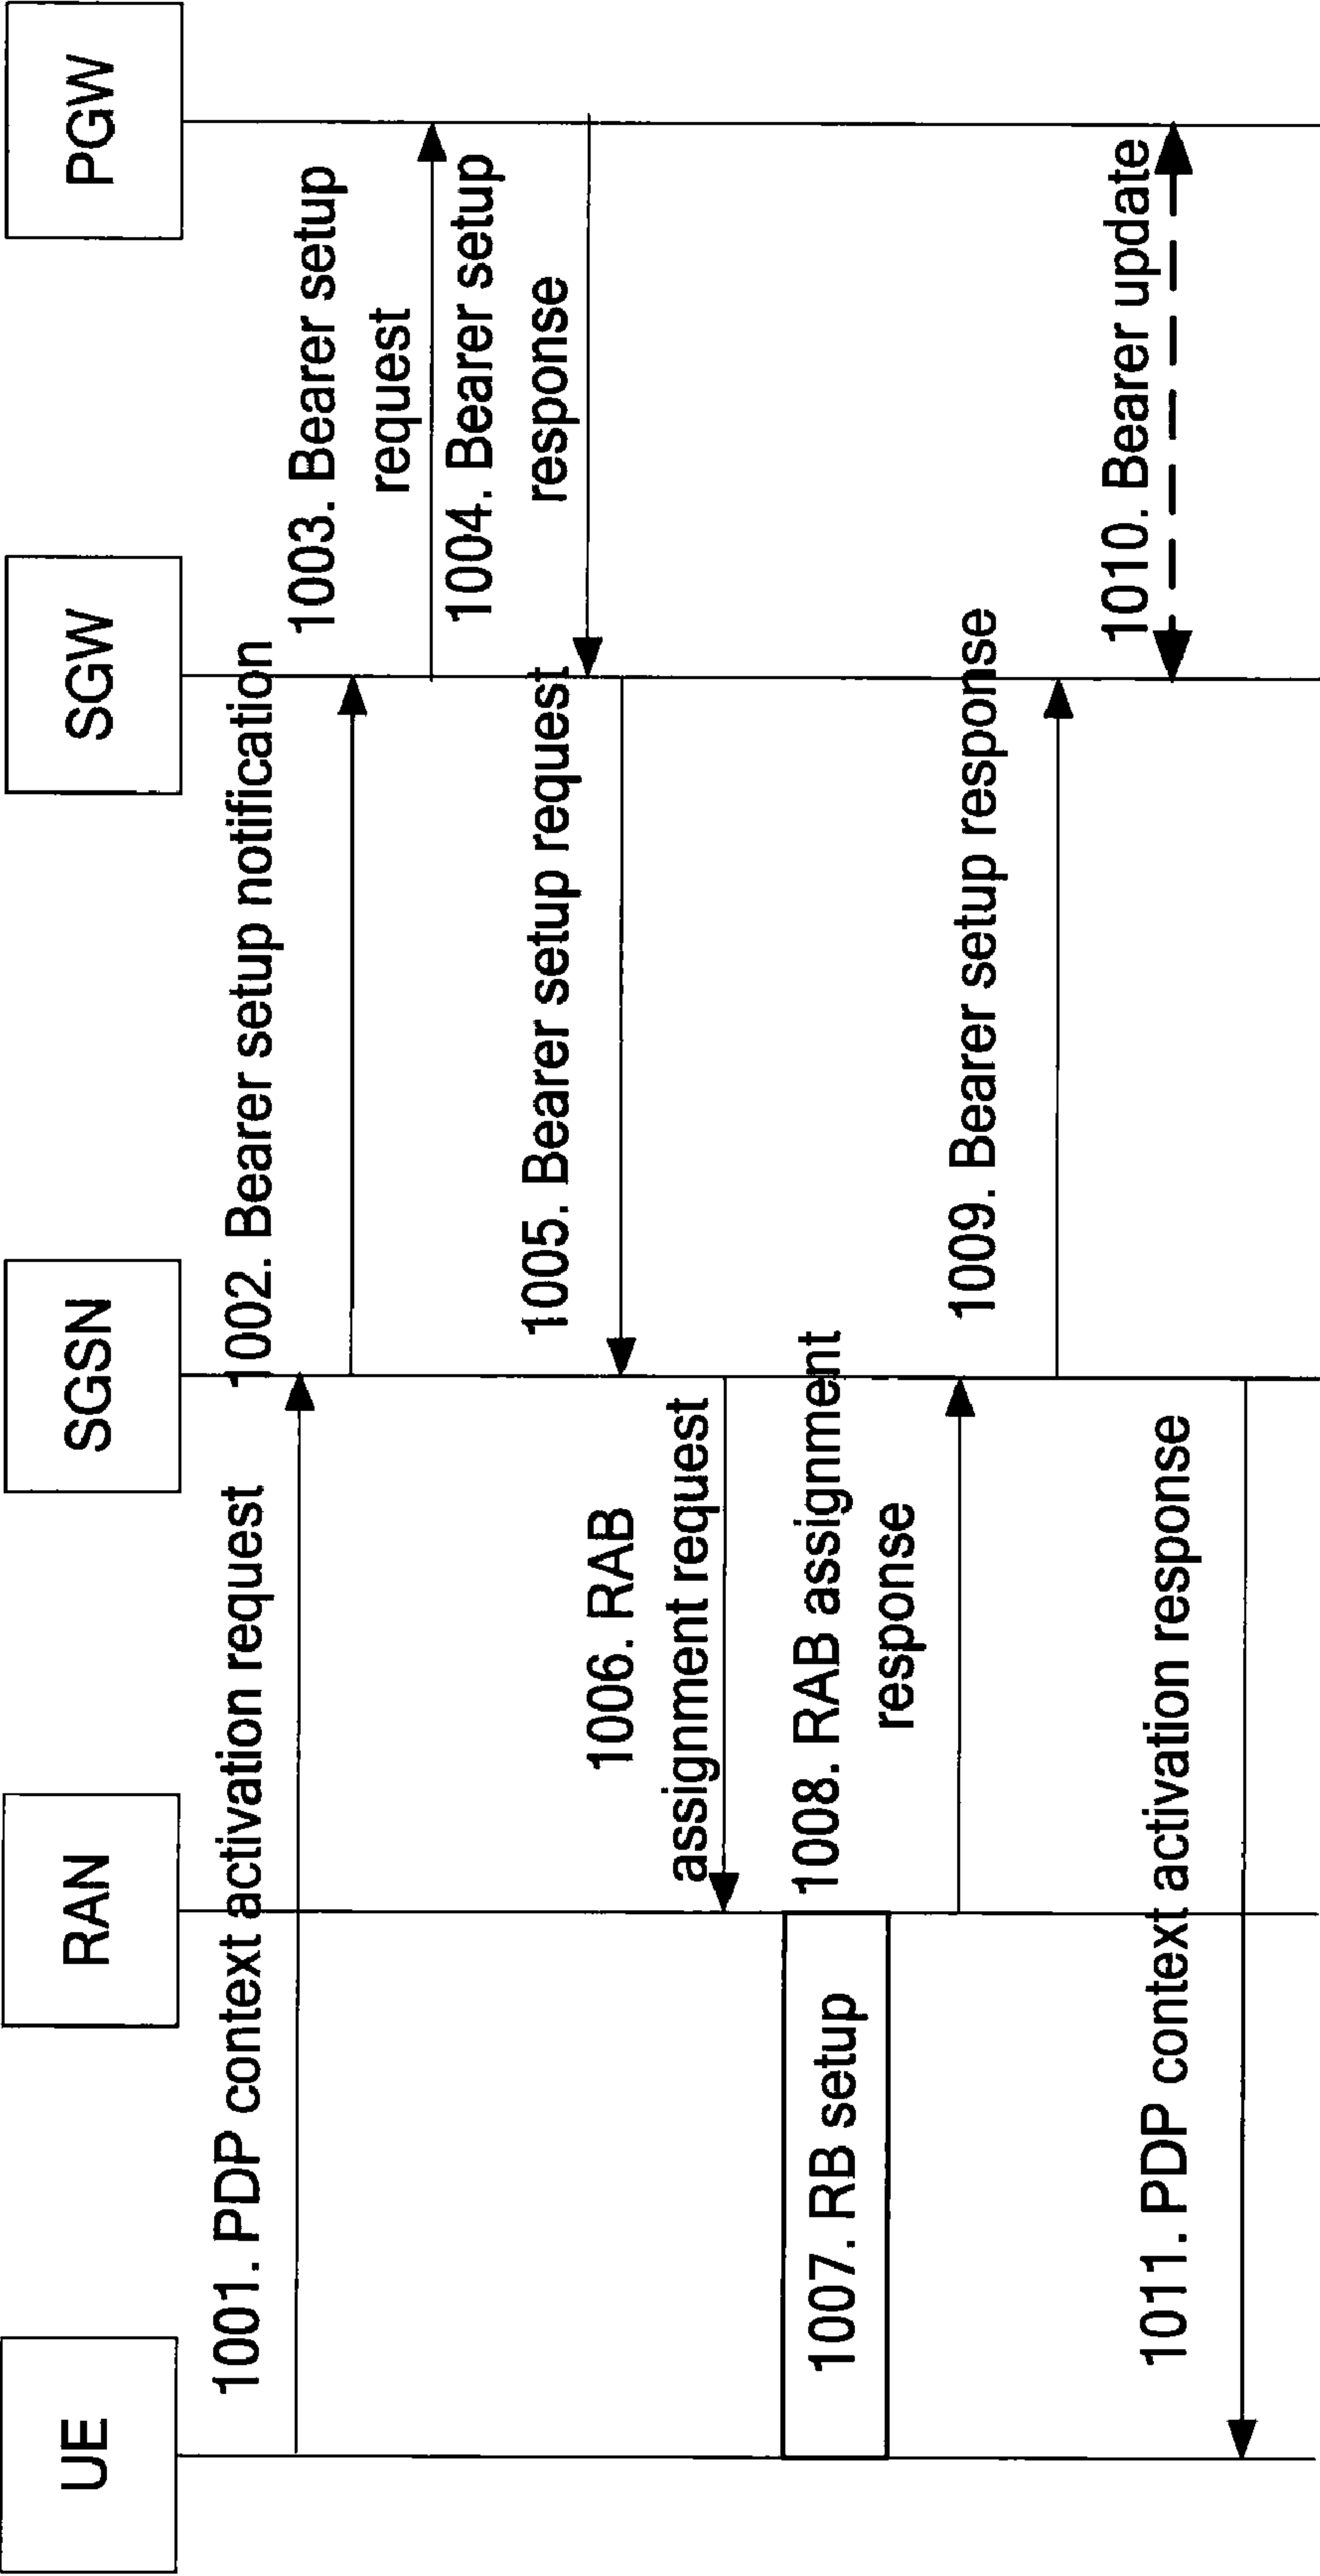 UE
RAN
SGSN
SGW
PGW
1001. PDP context activation request
1002. Bearer setup notification
1003. Bearer setup
request
1004. Bearer setup
response
1005. Bearer setup request
1006. RAB
assignment request
1007. RB setup
1008. RAB assignment
response
1009. Bearer setup response
1010. Bearer update
1011. PDP context activation response